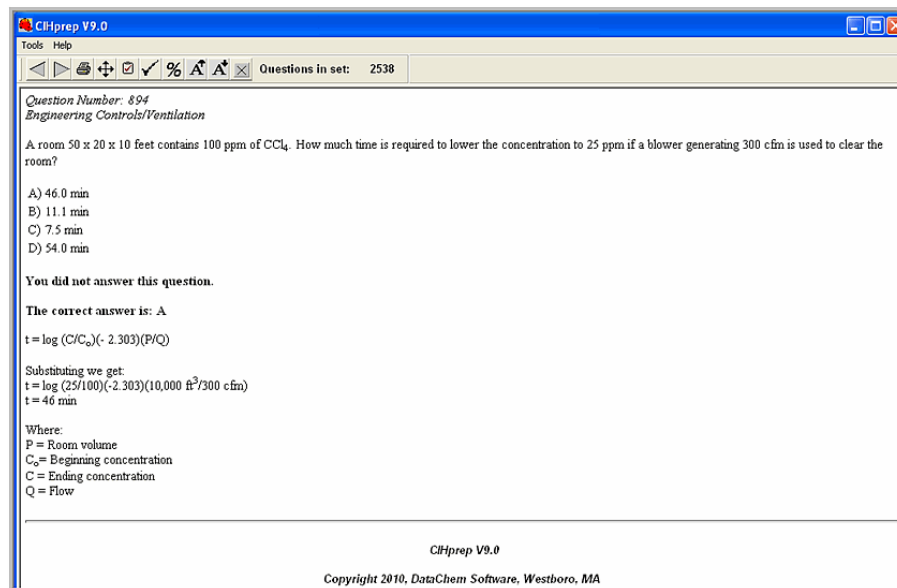 CIHprep V9.0
Tools Help
% A A Questions in set: 2538
Question Number: 894
Engineering Controls/Ventilation
A room 50 x 20 x 10 feet contains 100 ppm of CCl₄. How much time is required to lower the concentration to 25 ppm if a blower generating 300 cfm is used to clear the
room?
A) 46.0 min
B) 11.1 min
C) 7.5 min
D) 54.0 min
You did not answer this question.
The correct answer is: A
t = log (C/Cₒ)(- 2.303)(P/Q)
Substituting we get:
t = log (25/100)(-2.303)(10,000 ft³/300 cfm)
t = 46 min
Where:
P = Room volume
Cₒ= Beginning concentration
C = Ending concentration
Q = Flow
CIHprep V9.0
Copyright 2010, DataChem Software, Westboro, MA